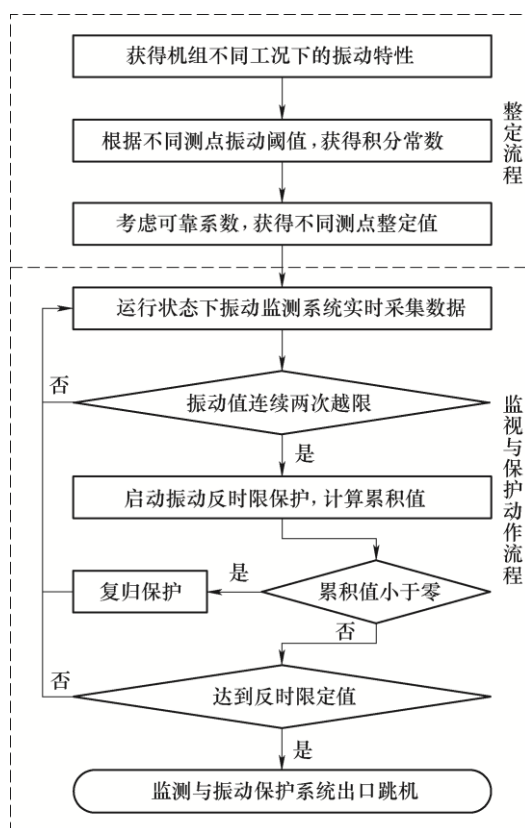 获得机组不同工况下的振动特性
根据不同测点振动阈值,获得积分常数
考虑可靠系数,获得不同测点整定值
整定流程
运行状态下振动监测系统实时采集数据
否
振动值连续两次越限
是
启动振动反时限保护,计算累积值
复归保护
是
累积值小于零
否
否
达到反时限定值
是
监测与振动保护系统出口跳机
监视与保护动作流程